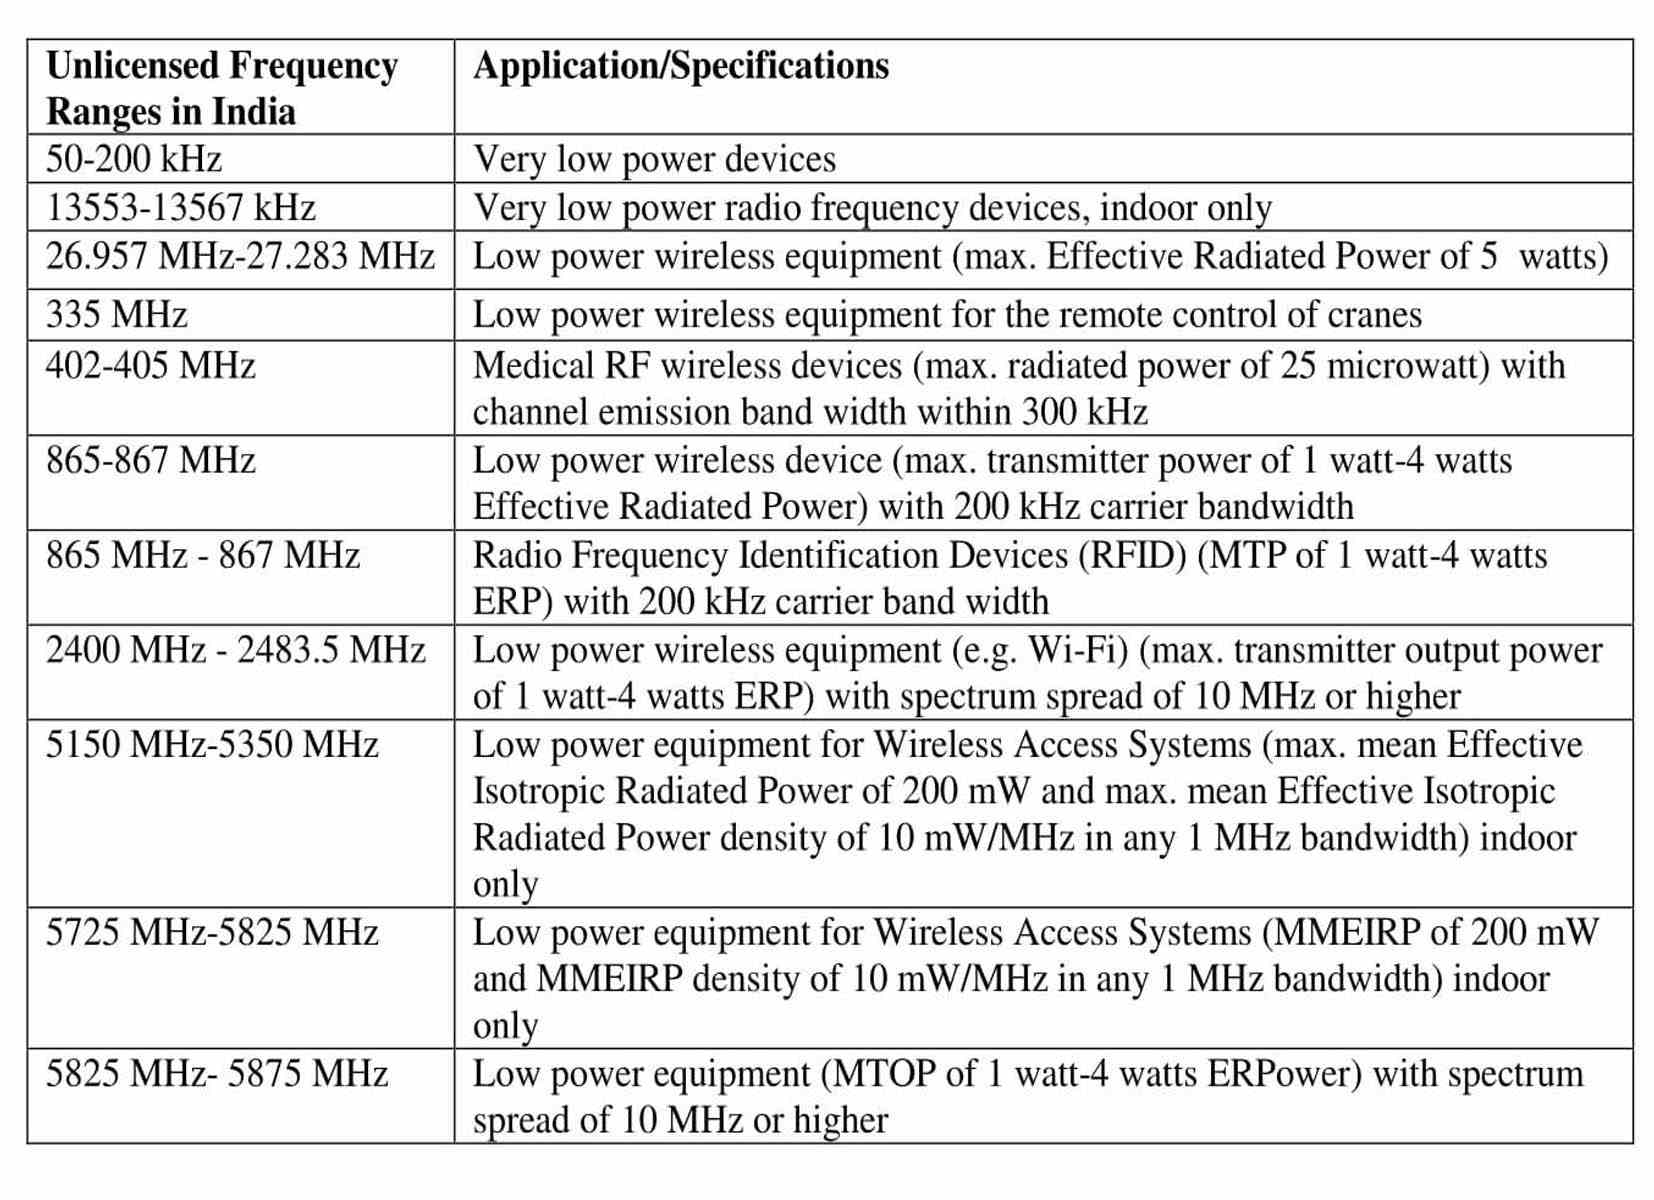 Unlicensed Frequency
Ranges in India
Application/Specifications
50-200 kHz
Very low power devices
13553-13567 kHz
Very low power radio frequency devices, indoor only
26.957 MHz-27.283 MHz
Low power wireless equipment (max. Effective Radiated Power of 5  watts)
335 MHz
Low power wireless equipment for the remote control of cranes
402-405 MHz
Medical RF wireless devices (max. radiated power of 25 microwatt) with
channel emission band width within 300 kHz
865-867 MHz
Low power wireless device (max. transmitter power of 1 watt-4 watts
Effective Radiated Power) with 200 kHz carrier bandwidth
865 MHz - 867 MHz
Radio Frequency Identification Devices (RFID) (MTP of 1 watt-4 watts
ERP) with 200 kHz carrier band width
2400 MHz - 2483.5 MHz
Low power wireless equipment (e.g. Wi-Fi) (max. transmitter output power
of 1 watt-4 watts ERP) with spectrum spread of 10 MHz or higher
5150 MHz-5350 MHz
Low power equipment for Wireless Access Systems (max. mean Effective
Isotropic Radiated Power of 200 mW and max. mean Effective Isotropic
Radiated Power density of 10 mW/MHz in any 1 MHz bandwidth) indoor
only
5725 MHz-5825 MHz
Low power equipment for Wireless Access Systems (MMEIRP of 200 mW
and MMEIRP density of 10 mW/MHz in any 1 MHz bandwidth) indoor
only
5825 MHz- 5875 MHz
Low power equipment (MTOP of 1 watt-4 watts ERPower) with spectrum
spread of 10 MHz or higher